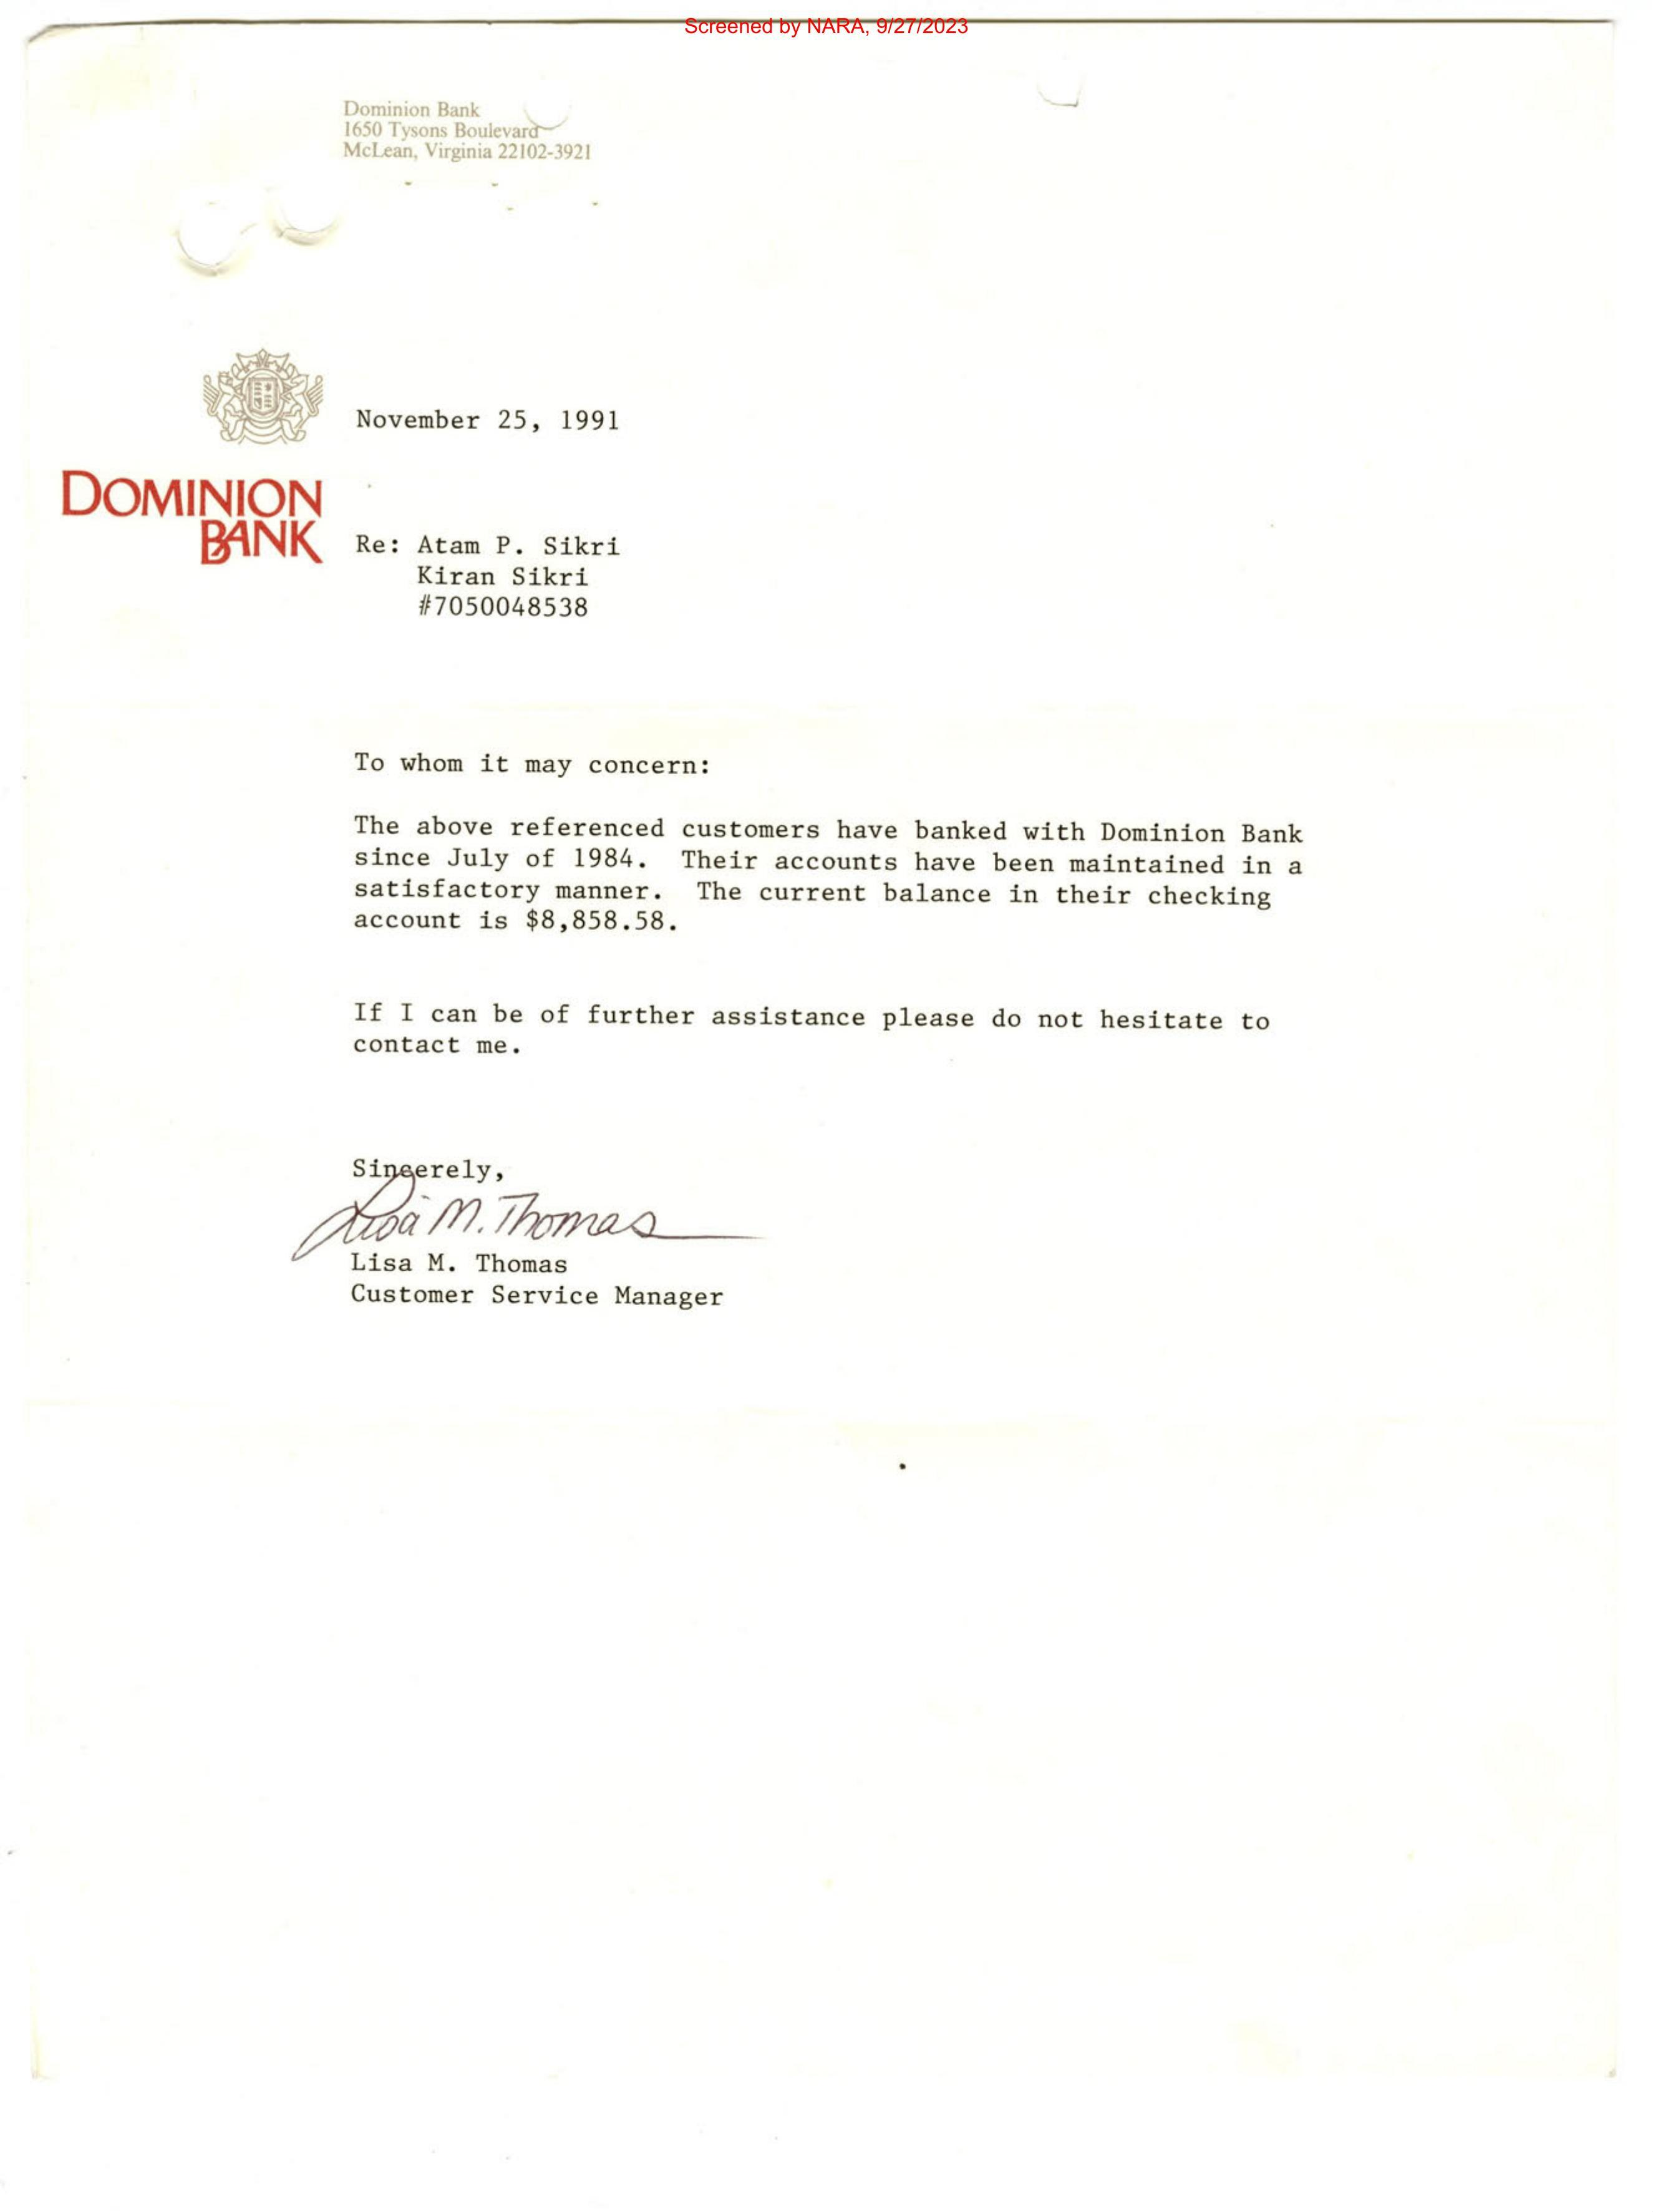 Screened by NARA, 9/27/2023
Dominion Bank
1650 Tysons Boulevard
McLean, Virginia 22102-3921
November 25, 1991
DOMINION
BANK
Re: Atam P. Sikri
Kiran Sikri
#7050048538
To whom it may concern:
The above referenced customers have banked with Dominion Bank
since July of 1984. Their accounts have been maintained in a
satisfactory manner. The current balance in their checking
account is $8,858.58.
If I can be of further assistance please do not hesitate to
contact me.
Sincerely,
Lisa M. Thomas
Lisa M. Thomas
Customer Service Manager